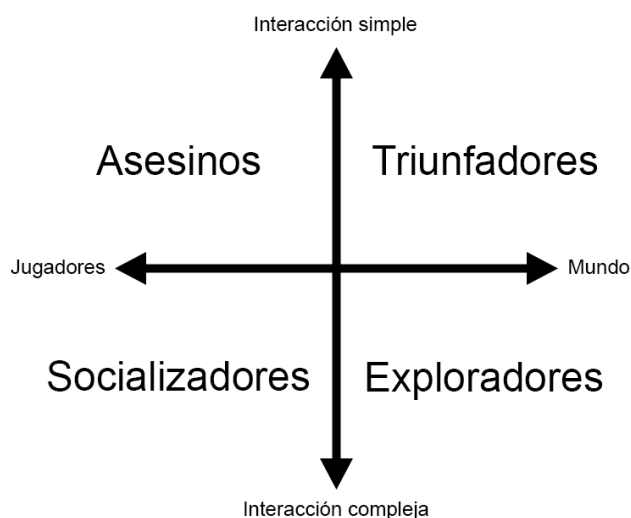 Interacción simple
Asesinos
Triunfadores
Jugadores
Mundo
Socializadores
Exploradores
Interacción compleja